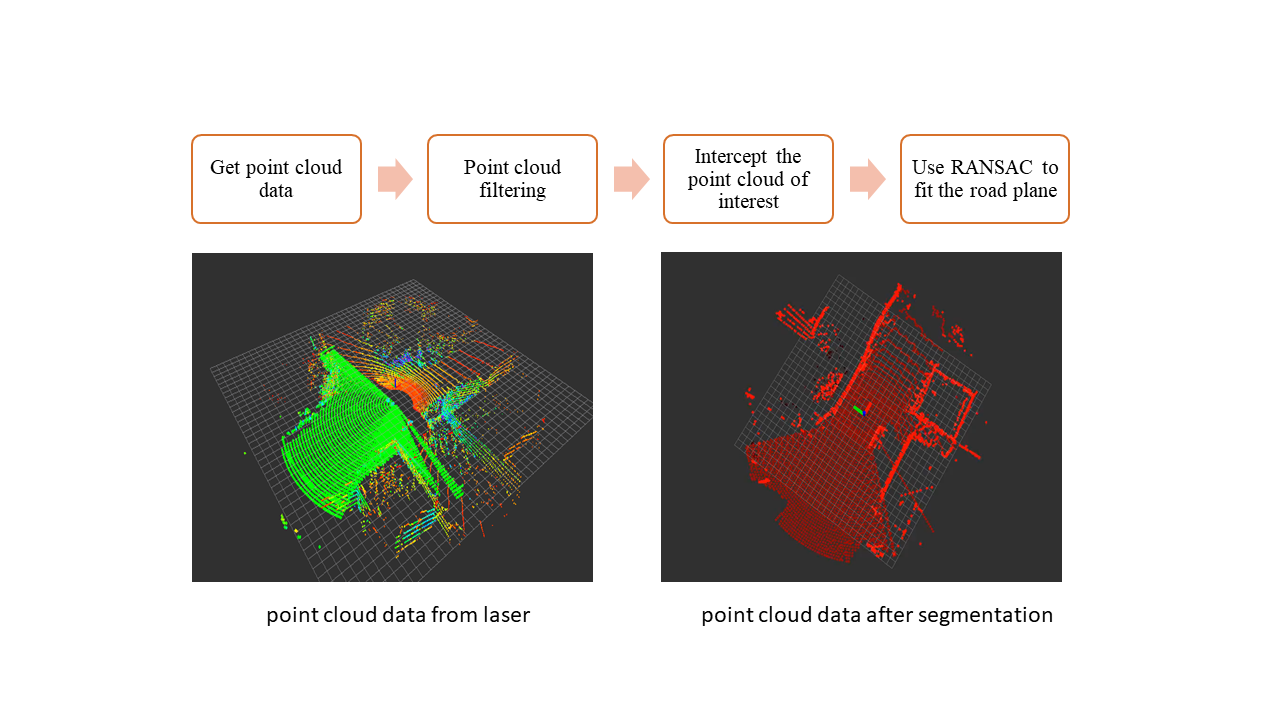 Get point cloud
data
Point cloud
filtering
Intercept the
point cloud of
interest
Use RANSAC to
fit the road plane
point cloud data from laser
point cloud data after segmentation